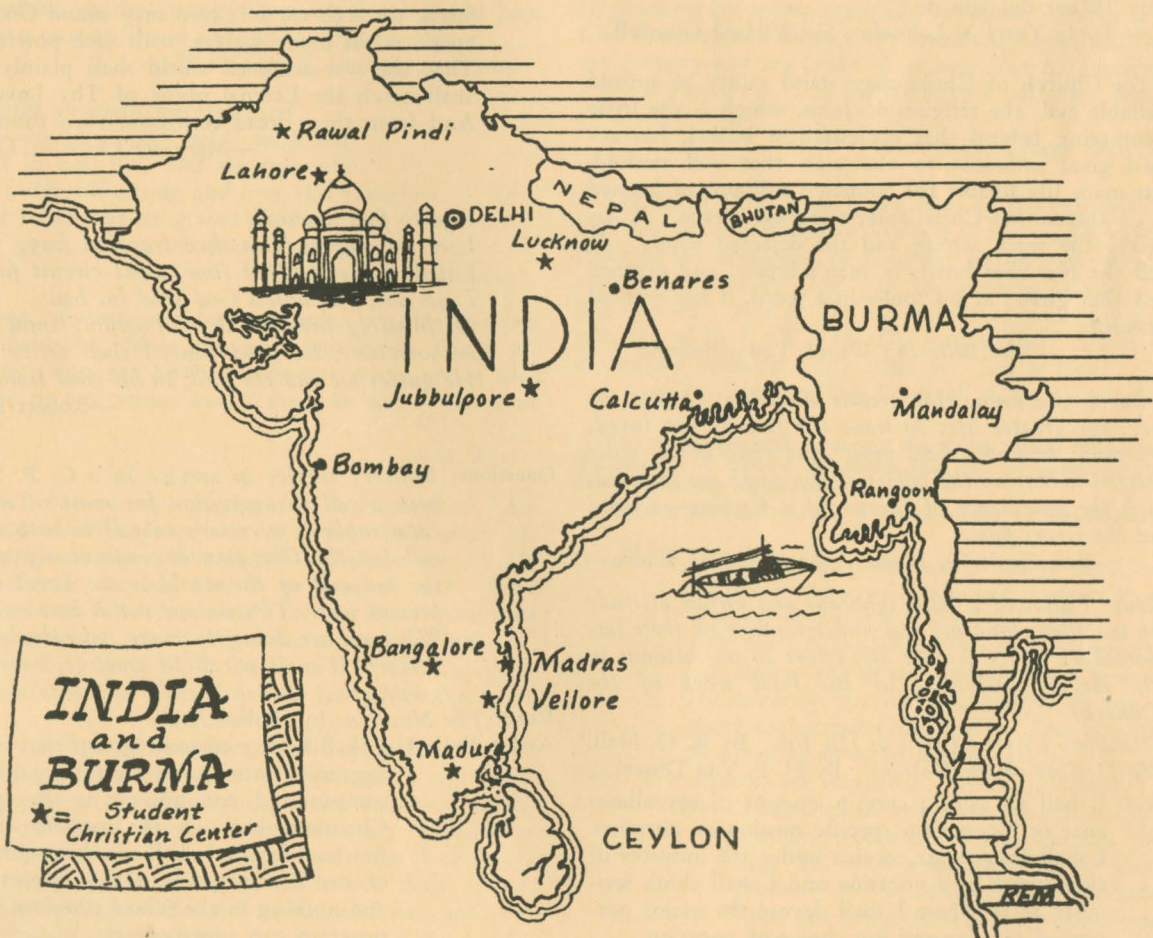 Rawal Pindi
Lahore
DELHI
NEPAL
BHUTAN
Lucknow
Benares
INDIA
BURMA
Jubbulpore
Calcutta
Mandalay
Bombay
Rangoon
Bangalore
Madras
Veilore
Madura
CEYLON
INDIA
and
BURMA
★= Student
Christian Center
REM